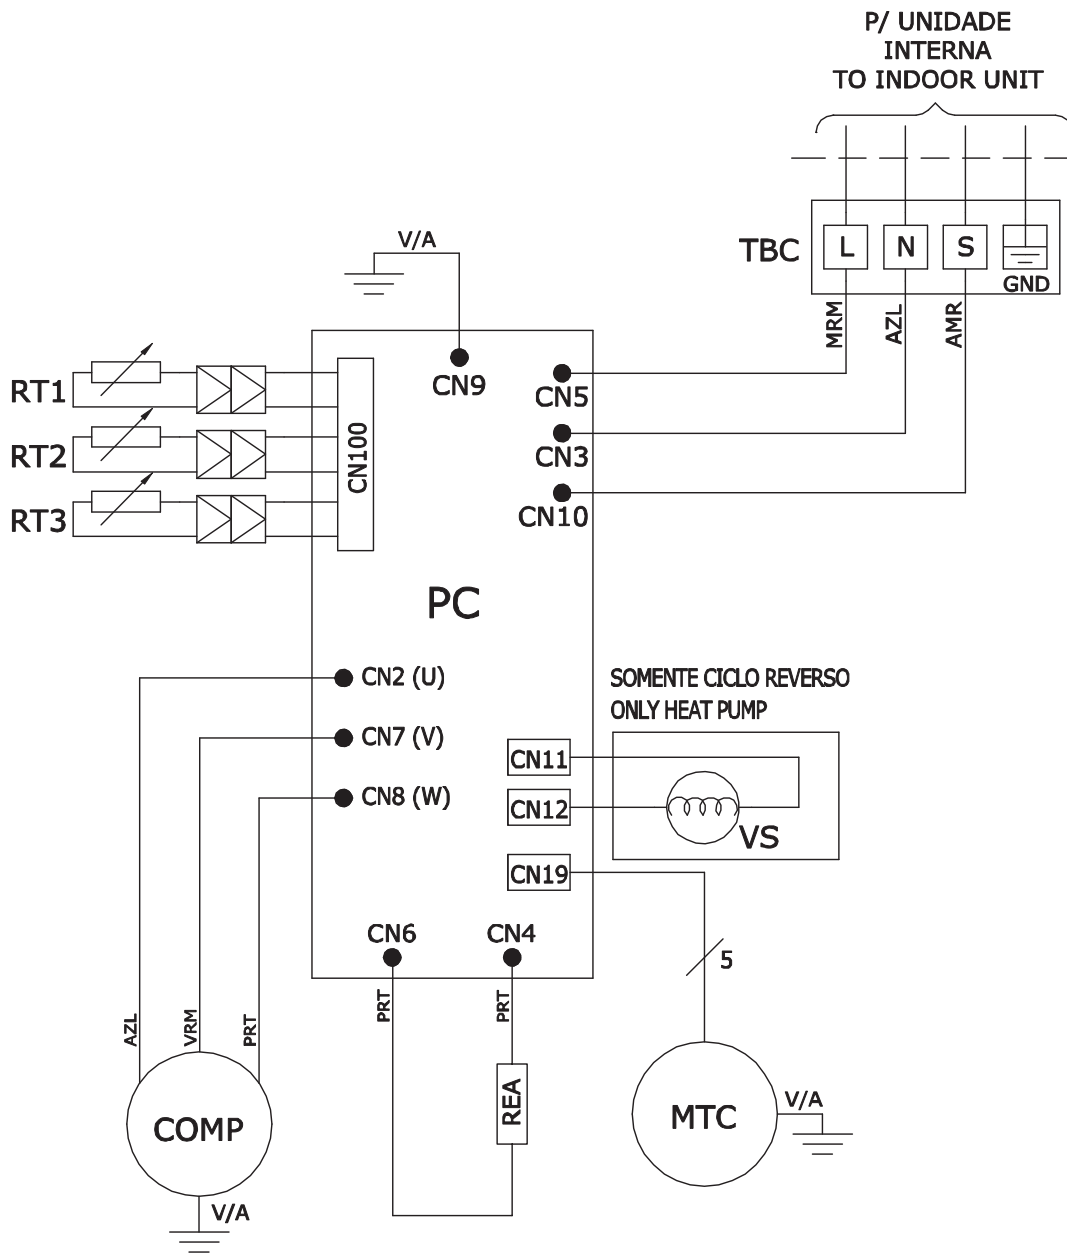 P/ UNIDADE
INTERNA
TO INDOOR UNIT
TBC
L N S
GND
MRM
AZL
AMR
V/A
CN9
CN5
CN3
CN10
RT1
RT2
RT3
CN100
PC
CN2 (U)
CN7 (V)
CN8 (W)
SOMENTE CICLO REVERSO
ONLY HEAT PUMP
CN11
CN12
VS
CN19
CN6
CN4
5
PRT
PRT
AZL
VRM
PRT
REA
COMP
V/A
MTC
V/A